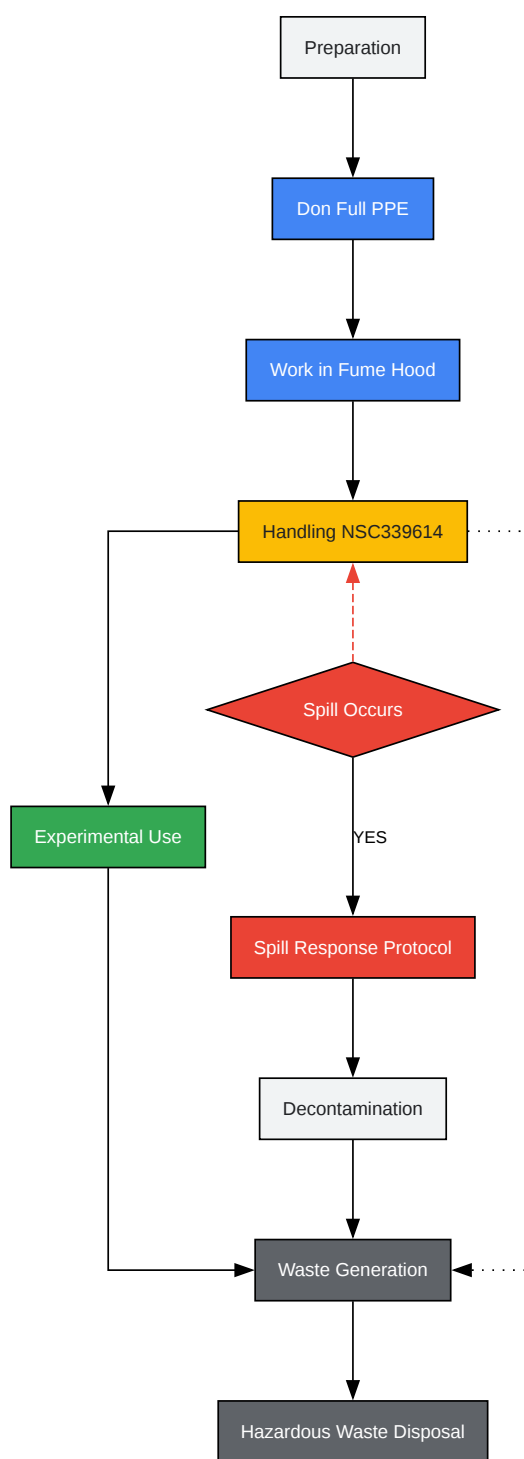 Preparation
Don Full PPE
Work in Fume Hood
Handling NSC339614
Spill Occurs
Experimental Use
YES
Spill Response Protocol
Decontamination
Waste Generation
Hazardous Waste Disposal